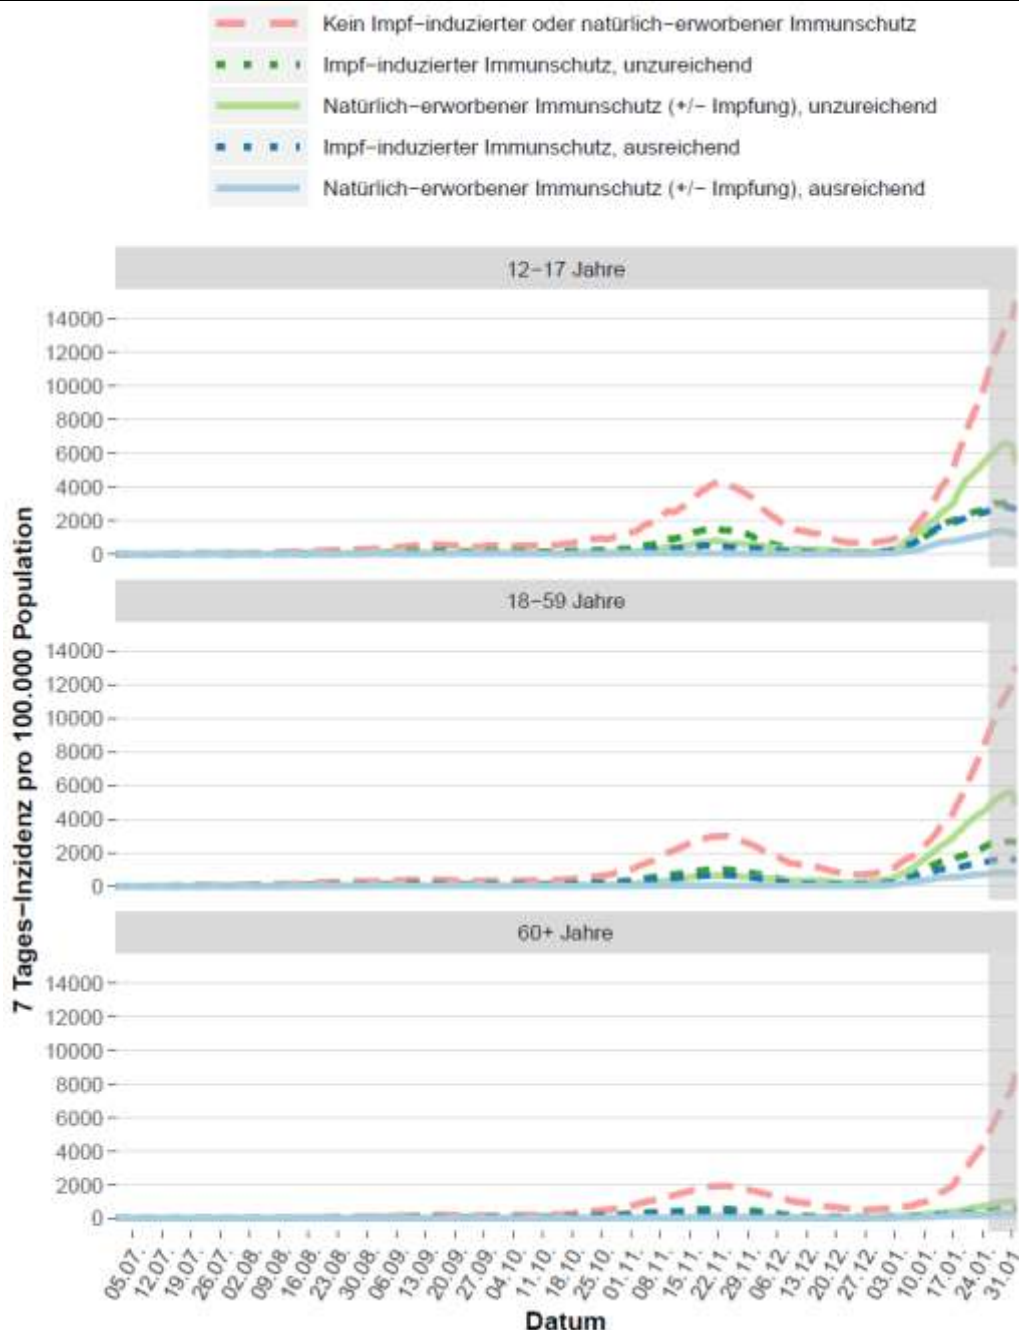 Kein Impf-induzierter oder natürlich-erworbener Immunschutz
Impf-induzierter Immunschutz, unzureichend
Natürlich-erworbener Immunschutz (+/- Impfung), unzureichend
Impf-induzierter Immunschutz, ausreichend
Natürlich-erworbener Immunschutz (+/- Impfung), ausreichend
7 Tages-Inzidenz pro 100.000 Population
12-17 Jahre
14000
12000
10000
8000
6000
4000
2000
0
18-59 Jahre
14000
12000
10000
8000
6000
4000
2000
0
60+ Jahre
14000
12000
10000
8000
6000
4000
2000
0
05.07. 12.07. 19.07. 26.07. 02.08. 09.08. 16.08. 23.08. 30.08. 06.09. 13.09. 20.09. 27.09. 04.10. 11.10. 18.10. 25.10. 01.11. 08.11. 15.11. 22.11. 29.11. 06.12. 13.12. 20.12. 27.12. 03.01. 10.01. 17.01. 24.01. 31.01.
Datum